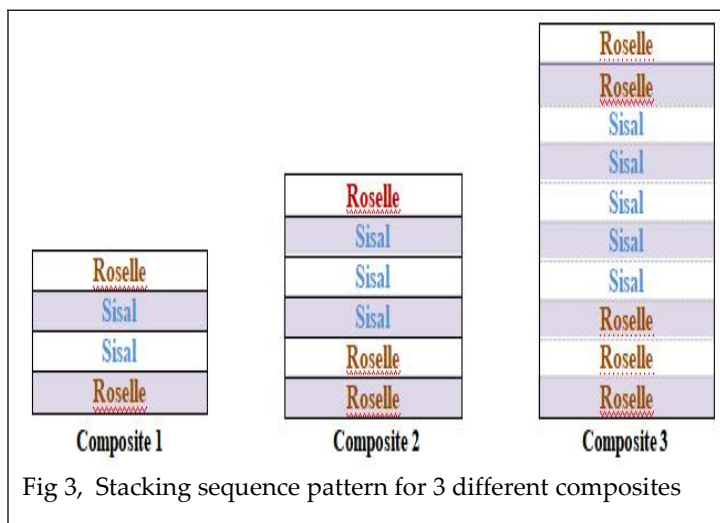 Roselle
Sisal
Sisal
Roselle
Composite 1
Roselle
Sisal
Sisal
Sisal
Roselle
Roselle
Composite 2
Roselle
Roselle
Sisal
Sisal
Sisal
Sisal
Sisal
Roselle
Roselle
Roselle
Composite 3
Fig 3, Stacking sequence pattern for 3 different composites